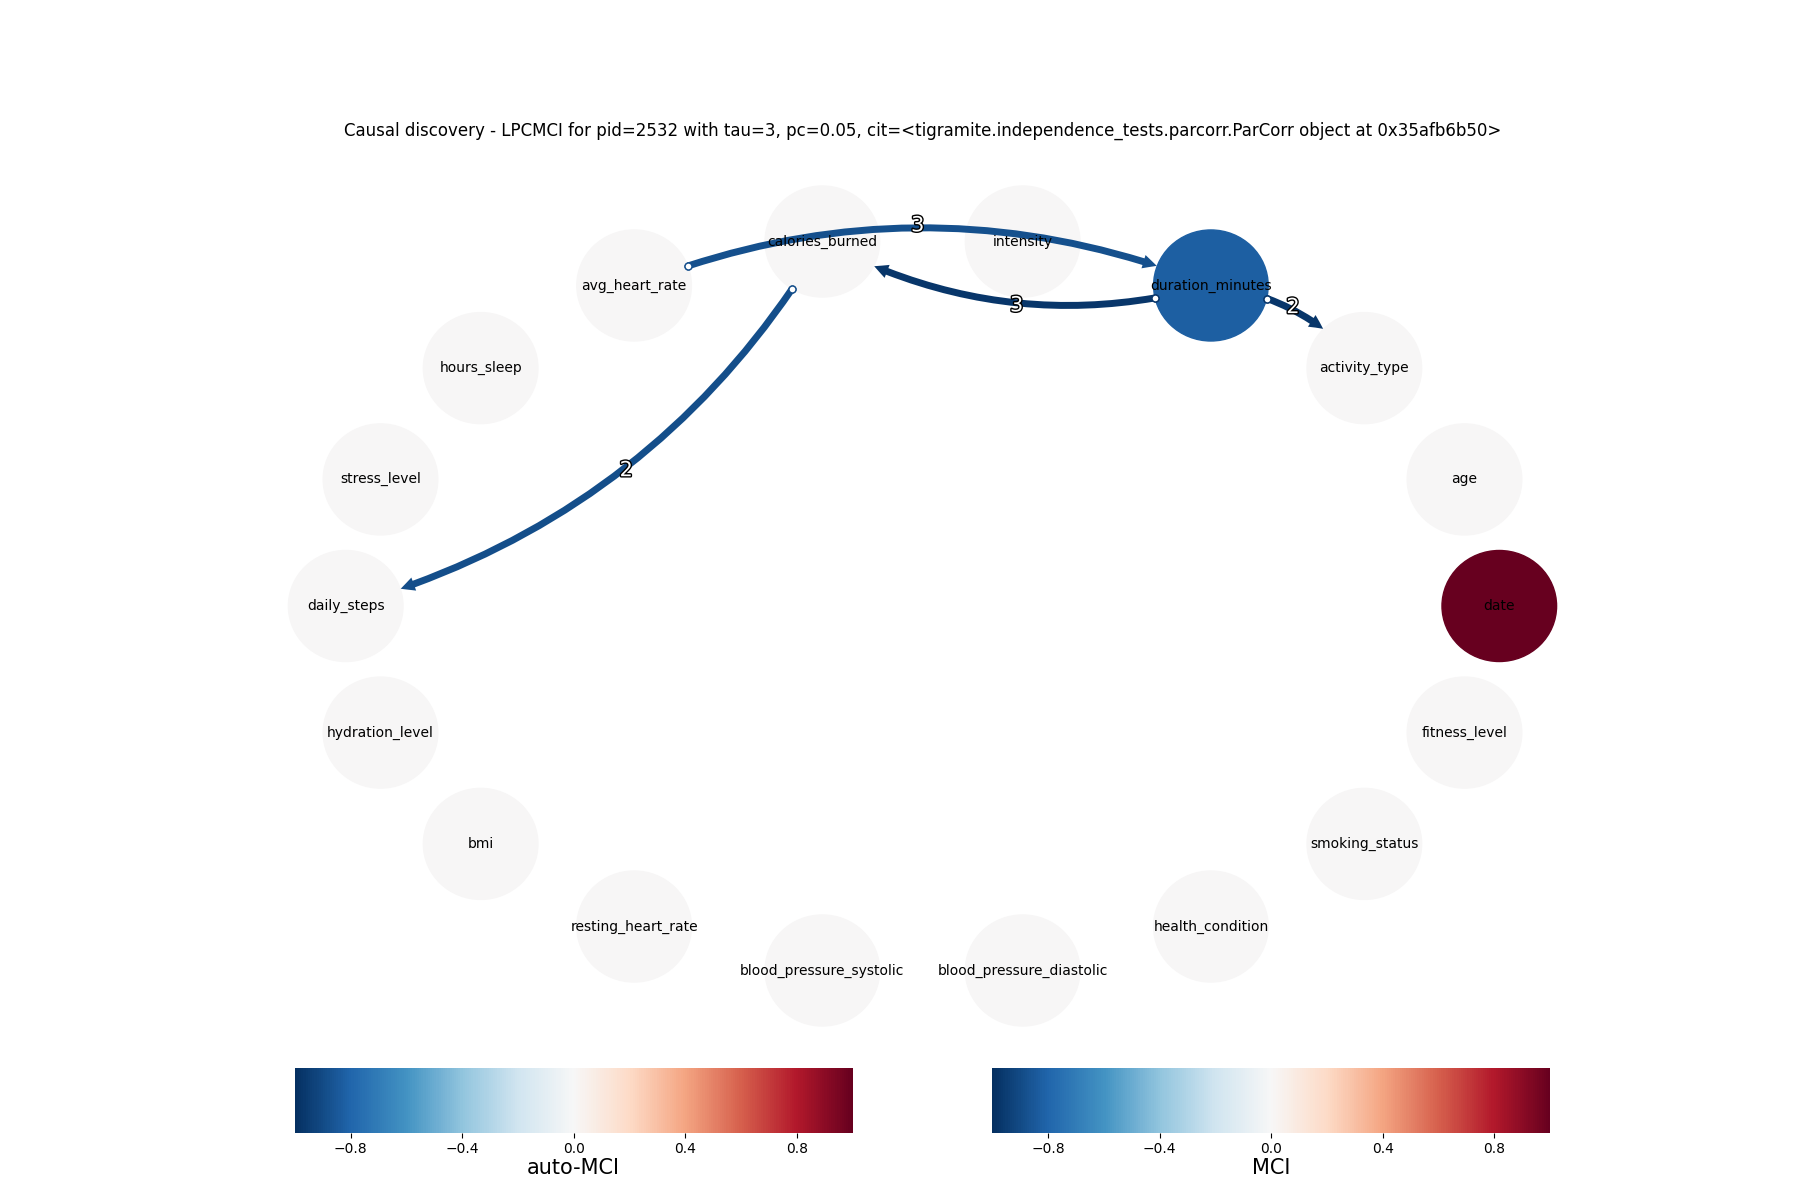 Causal discovery - LPCMCI for pid=2532 with tau=3, pc=0.05, cit=<tigramite.independence_tests.parcorr.ParCorr object at 0x35afb6b50>
3
calories_burned
intensity
avg_heart_rate
duration_minutes
3
2
hours_sleep
activity_type
2
stress_level
age
daily_steps
date
hydration_level
fitness_level
bmi
smoking_status
resting_heart_rate
health_condition
blood_pressure_systolic
blood_pressure_diastolic
−0.8 −0.4 0.0 0.4 0.8
auto-MCI
−0.8 −0.4 0.0 0.4 0.8
MCI